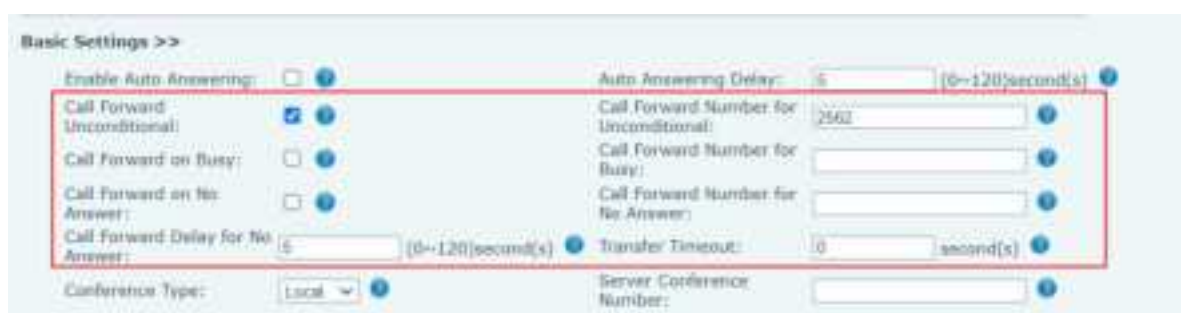 Basic Settings >>
Enable Auto Answering: Auto Answering Delay: 6 (0~120)second(s)
Call Forward Unconditional: Call Forward Number for Unconditional: 2562
Call Forward on Busy: Call Forward Number for Busy:
Call Forward on No Answer: Call Forward Number for No Answer:
Call Forward Delay for No Answer: 6 (0~120)second(s) Transfer Timeout: 0 second(s)
Conference Type: Local Server Conference Number: